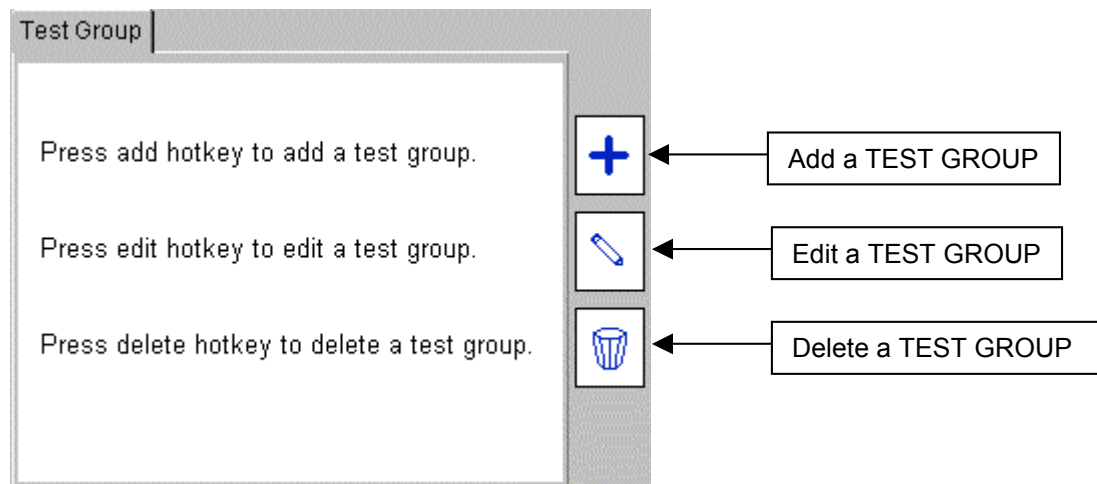 Test Group
Press add hotkey to add a test group.
Add a TEST GROUP
Press edit hotkey to edit a test group.
Edit a TEST GROUP
Press delete hotkey to delete a test group.
Delete a TEST GROUP